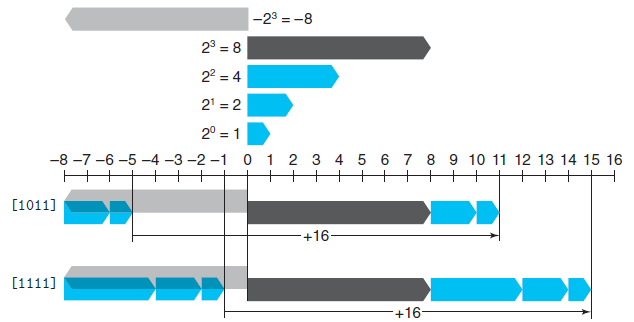 −2³ = −8
2³ = 8
2² = 4
2¹ = 2
2⁰ = 1
−8 −7 −6 −5 −4 −3 −2 −1 0 1 2 3 4 5 6 7 8 9 10 11 12 13 14 15 16
[1011]
+16
[1111]
+16